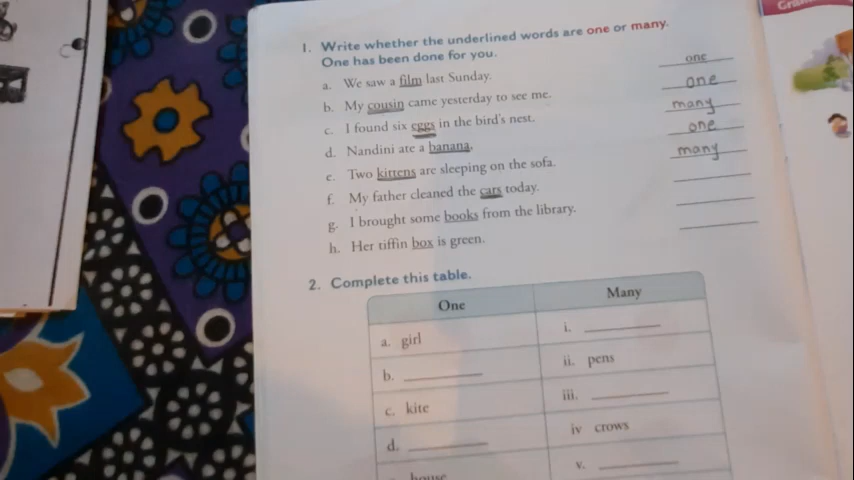 Gra
1. Write whether the underlined words are one or many.
One has been done for you.
a. We saw a film last Sunday. one
b. My cousin came yesterday to see me. one
c. I found six eggs in the bird's nest. many
d. Nandini ate a banana. one
e. Two kittens are sleeping on the sofa. many
f. My father cleaned the cars today.
g. I brought some books from the library.
h. Her tiffin box is green.
2. Complete this table.
One Many
a. girl i.
b. ii. pens
c. kite iii.
d. iv crows
house v.